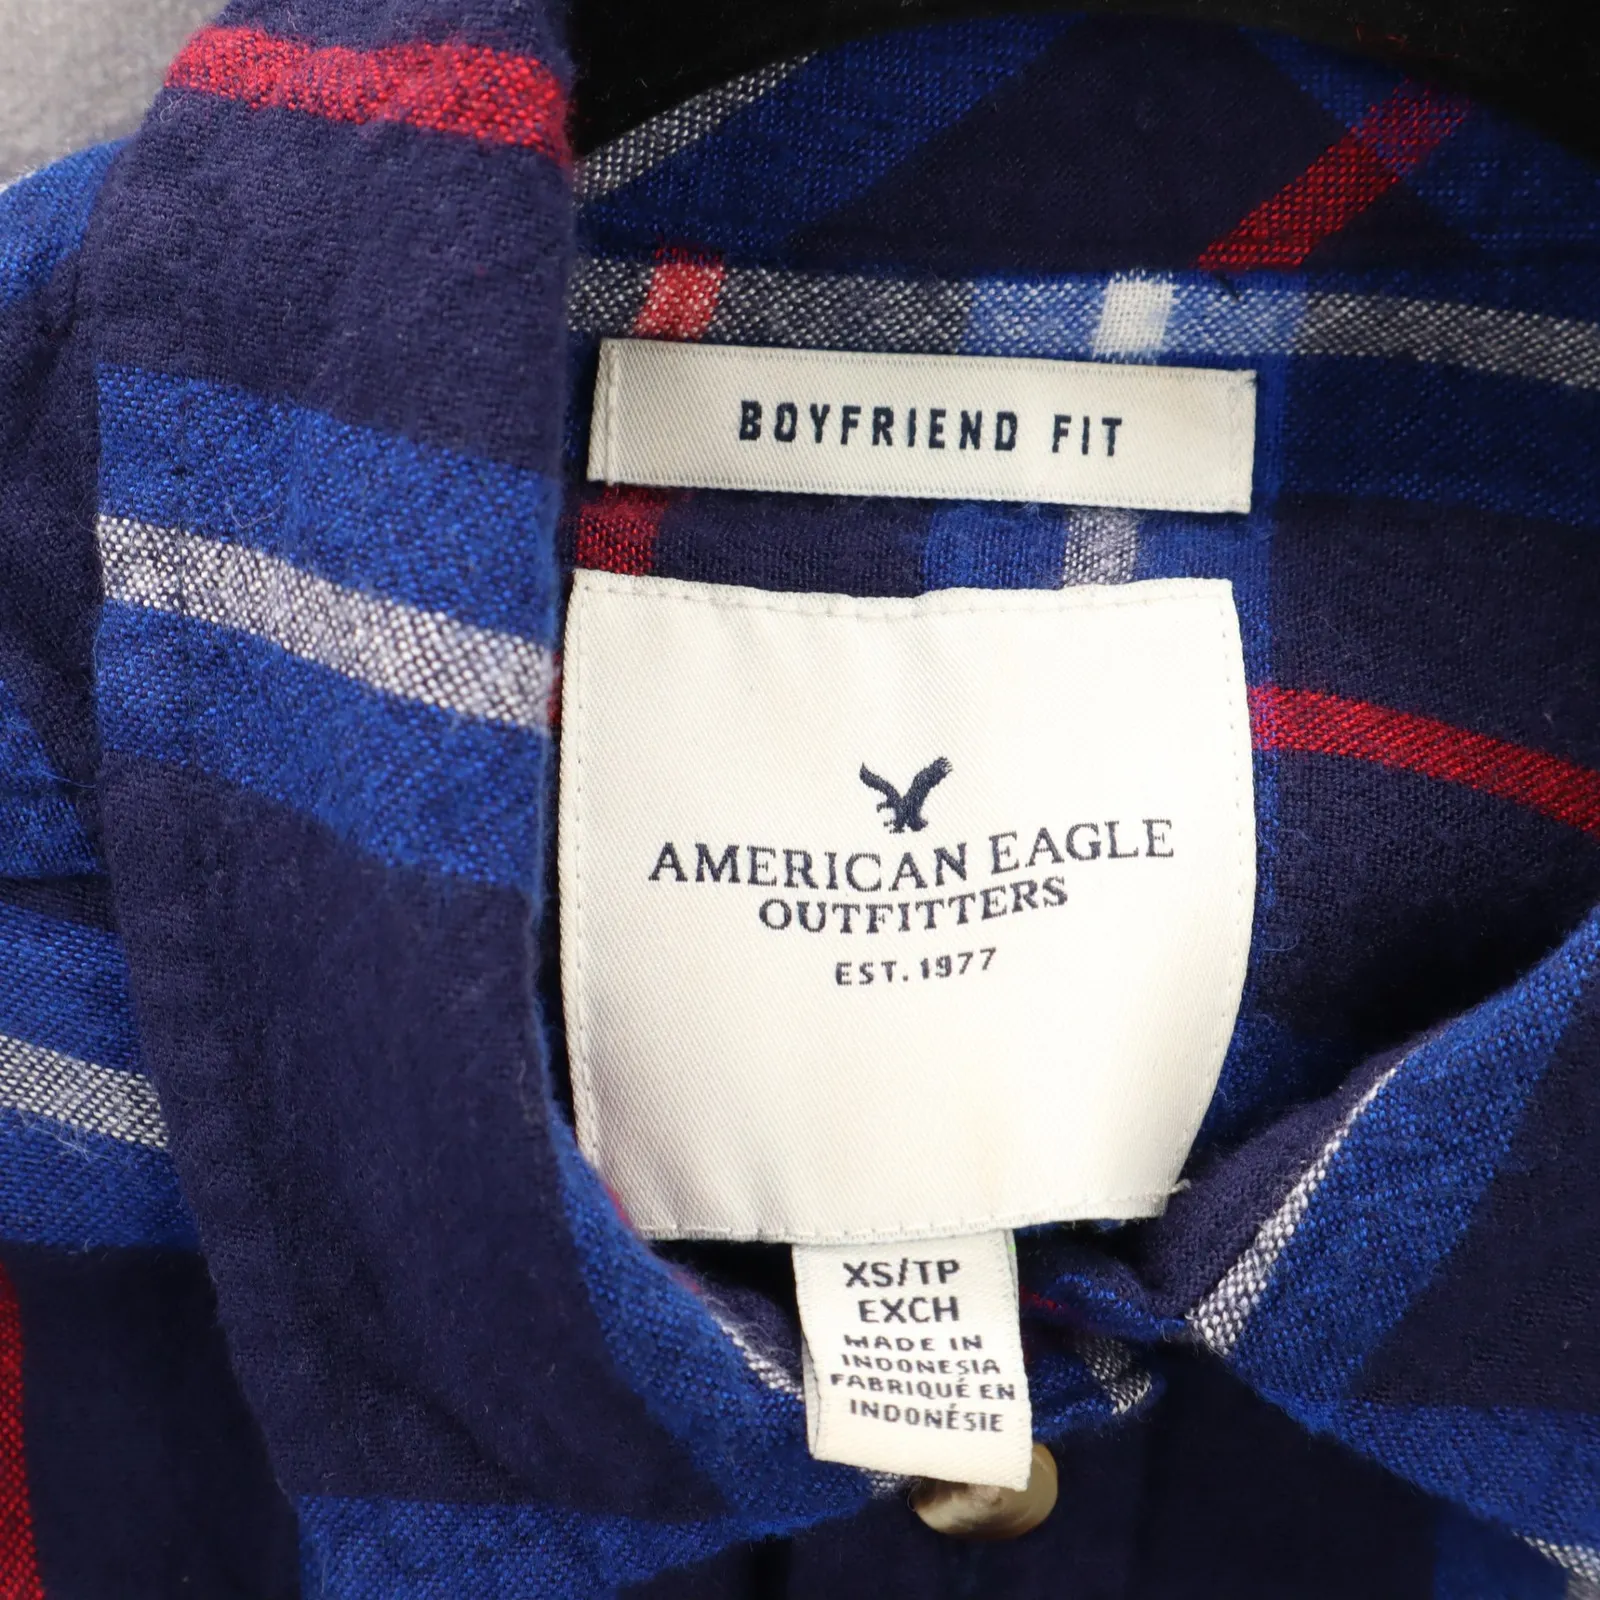 BOYFRIEND FIT
AMERICAN EAGLE
OUTFITTERS
EST. 1977
XS/TP
EXCH
MADE IN
INDONESIA
FABRIQUÉ EN
INDONÉSIE